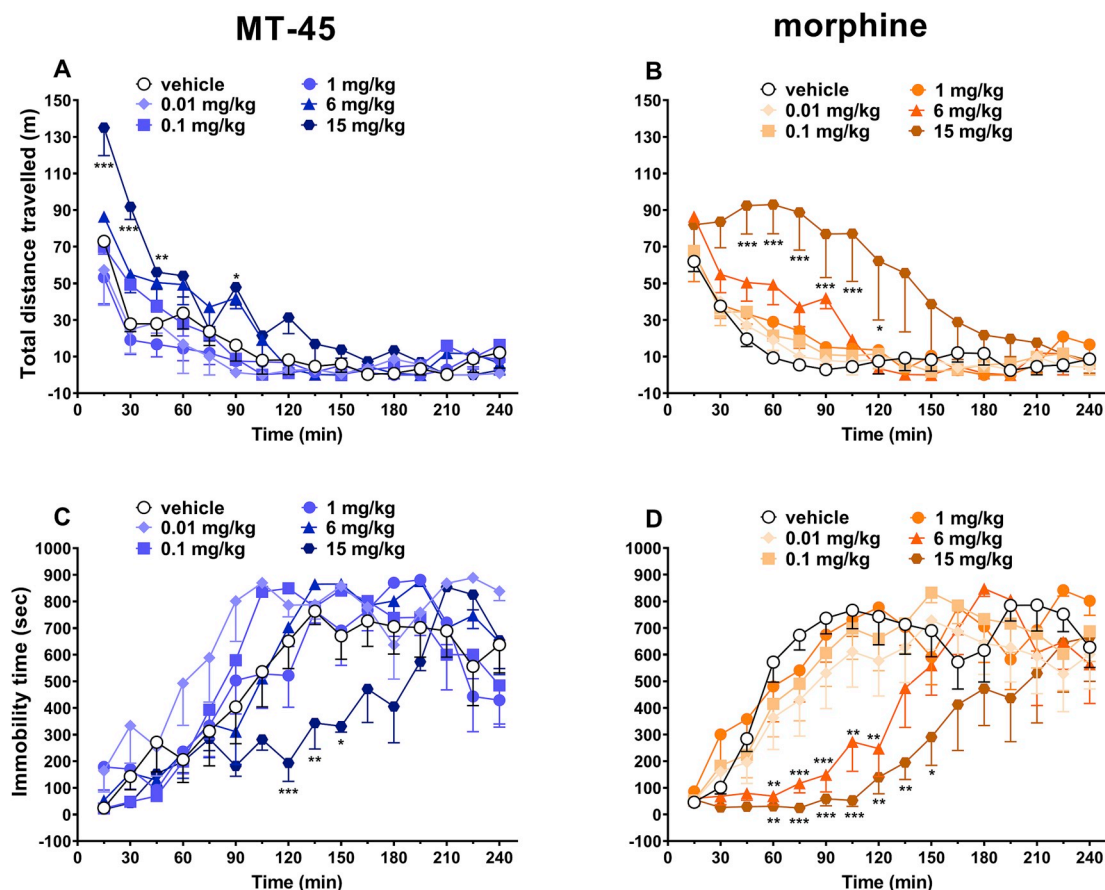 MT-45
morphine
A
vehicle
0.01 mg/kg
0.1 mg/kg
1 mg/kg
6 mg/kg
15 mg/kg
Total distance travelled (m)
150
130
110
90
70
50
30
10
-10
***
***
**
*
0 30 60 90 120 150 180 210 240
Time (min)
B
vehicle
0.01 mg/kg
0.1 mg/kg
1 mg/kg
6 mg/kg
15 mg/kg
150
130
110
90
70
50
30
10
-10
*** *** *** *** ***
*
0 30 60 90 120 150 180 210 240
Time (min)
C
vehicle
0.01 mg/kg
0.1 mg/kg
1 mg/kg
6 mg/kg
15 mg/kg
Immobility time (sec)
1000
900
800
700
600
500
400
300
200
100
0
-100
***
**
*
0 30 60 90 120 150 180 210 240
Time (min)
D
vehicle
0.01 mg/kg
0.1 mg/kg
1 mg/kg
6 mg/kg
15 mg/kg
1000
900
800
700
600
500
400
300
200
100
0
-100
** *** *** ** **
** *** *** *** ** ** *
0 30 60 90 120 150 180 210 240
Time (min)